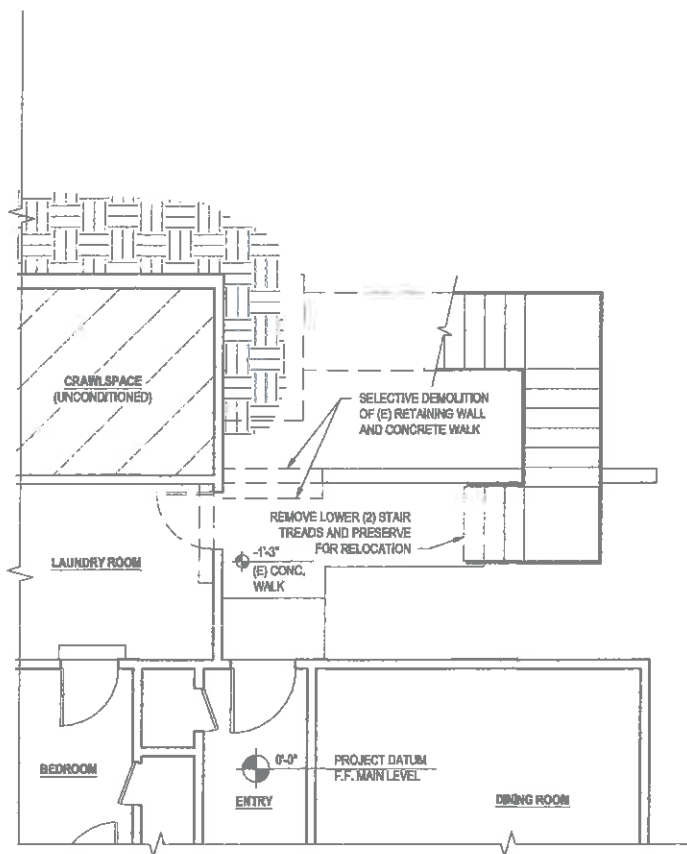 CRAWLSPACE
(UNCONDITIONED)
SELECTIVE DEMOLITION
OF (E) RETAINING WALL
AND CONCRETE WALK
REMOVE LOWER (2) STAIR
TREADS AND PRESERVE
FOR RELOCATION
-1'-3"
(E) CONC.
WALK
LAUNDRY ROOM
0'-0"
PROJECT DATUM
F.F. MAIN LEVEL
BEDROOM
ENTRY
DINING ROOM